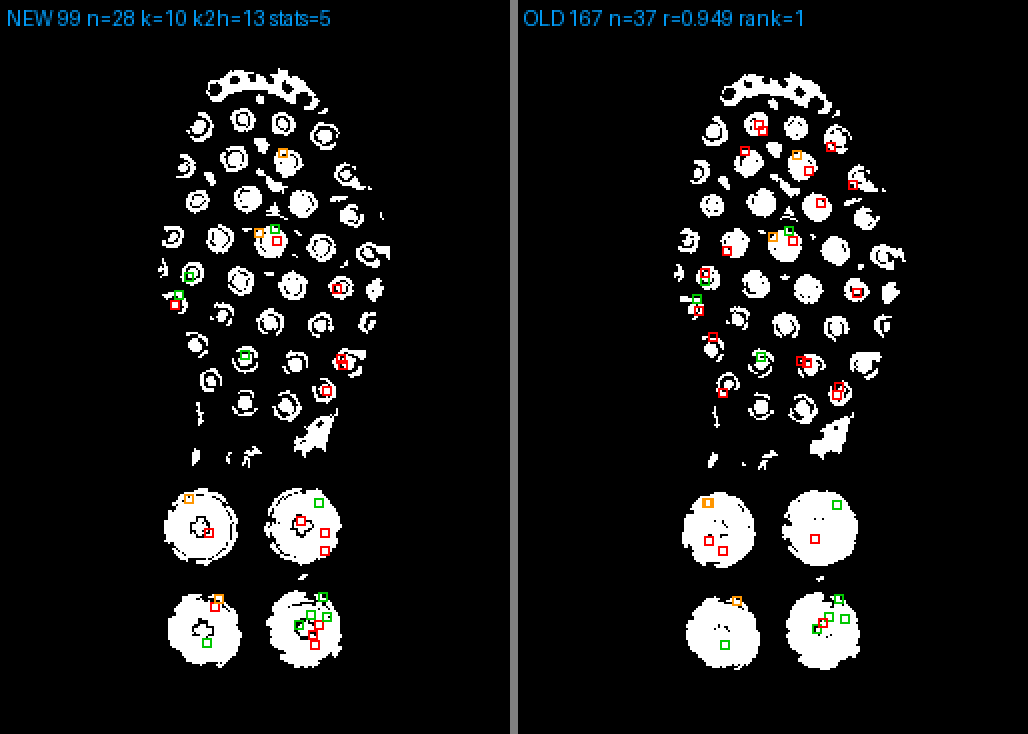 NEW 99 n=28 k=10 k2h=13 stats=5
OLD 167 n=37 r=0.949 rank=1